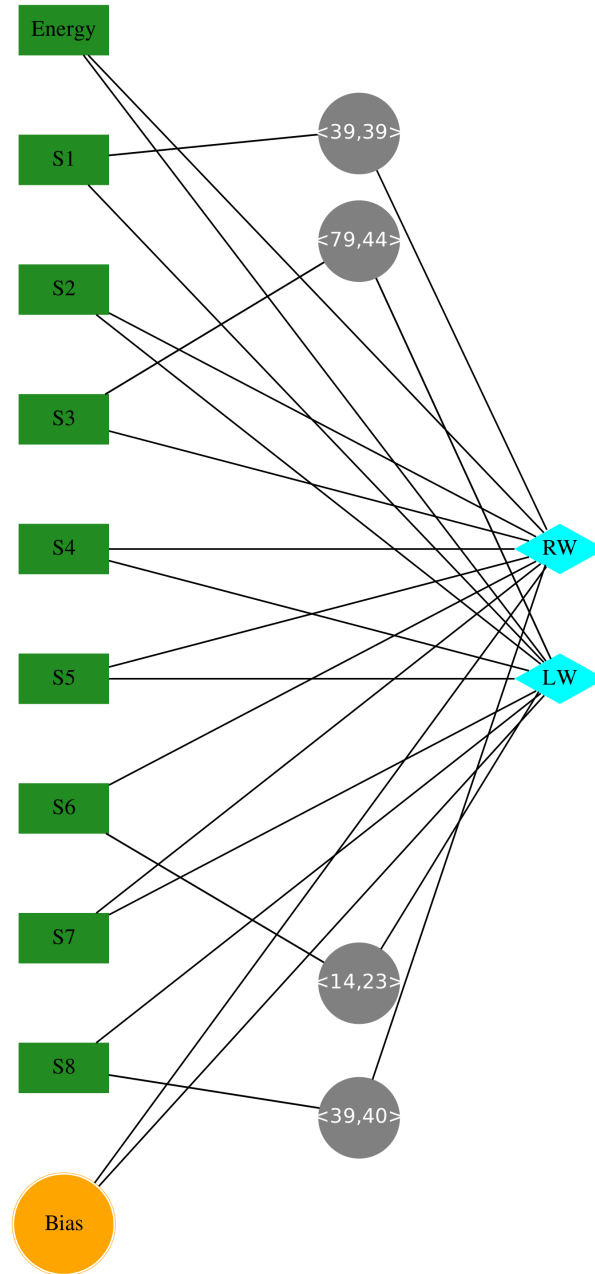 Energy
S1
<39,39>
<79,44>
S2
S3
S4
RW
S5
LW
S6
S7
<14,23>
S8
<39,40>
Bias